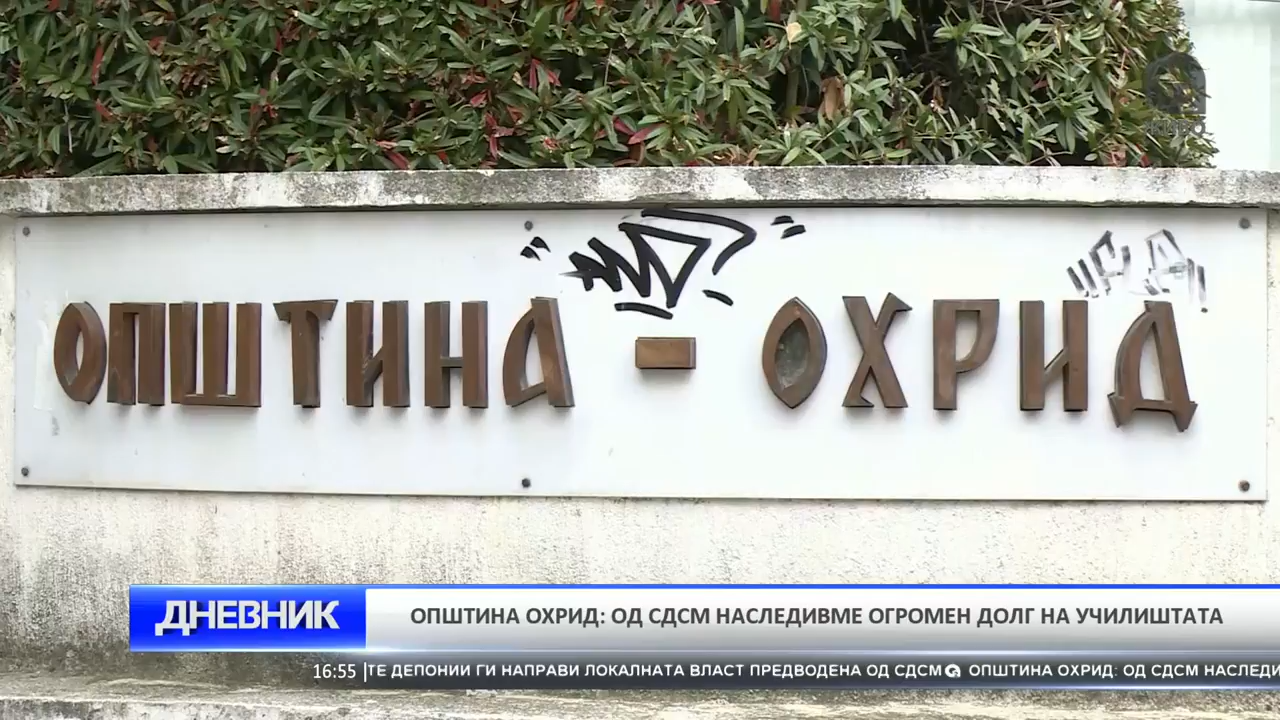 ОПШТИНА - ОХРИД
ДНЕВНИК
ОПШТИНА ОХРИД: ОД СДСМ НАСЛЕДИВМЕ ОГРОМЕН ДОЛГ НА УЧИЛИШТАТА
16:55
ТЕ ДЕПОНИИ ГИ НАПРАВИ ЛОКАЛНАТА ВЛАСТ ПРЕДВОДЕНА ОД СДСМ ОПШТИНА ОХРИД: ОД СДСМ НАСЛЕДИ